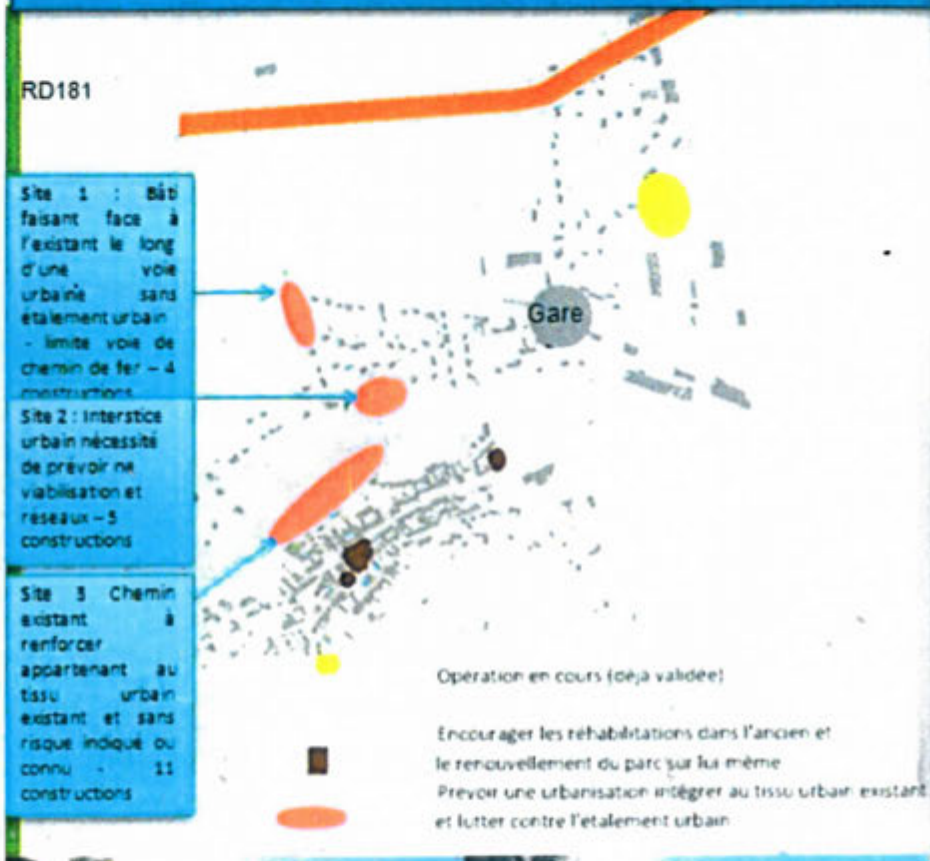 RD181
Site 1 : Bâti
faisant face à
l'existant le long
d'une voie
urbaine sans
étalement urbain
- limite voie de
chemin de fer – 4
constructions
Site 2 : Interstice
urbain nécessité
de prévoir na
viabilisation et
réseaux – 5
constructions
Site 3 Chemin
existant à
renforcer
appartenant au
tissu urbain
existant et sans
risque indiqué ou
connu - 11
constructions
Gare
Opération en cours (déjà validée)
Encourager les réhabilitations dans l'ancien et
le renouvellement du parc sur lui même
Prévoir une urbanisation intégrer au tissu urbain existant
et lutter contre l'étalement urbain